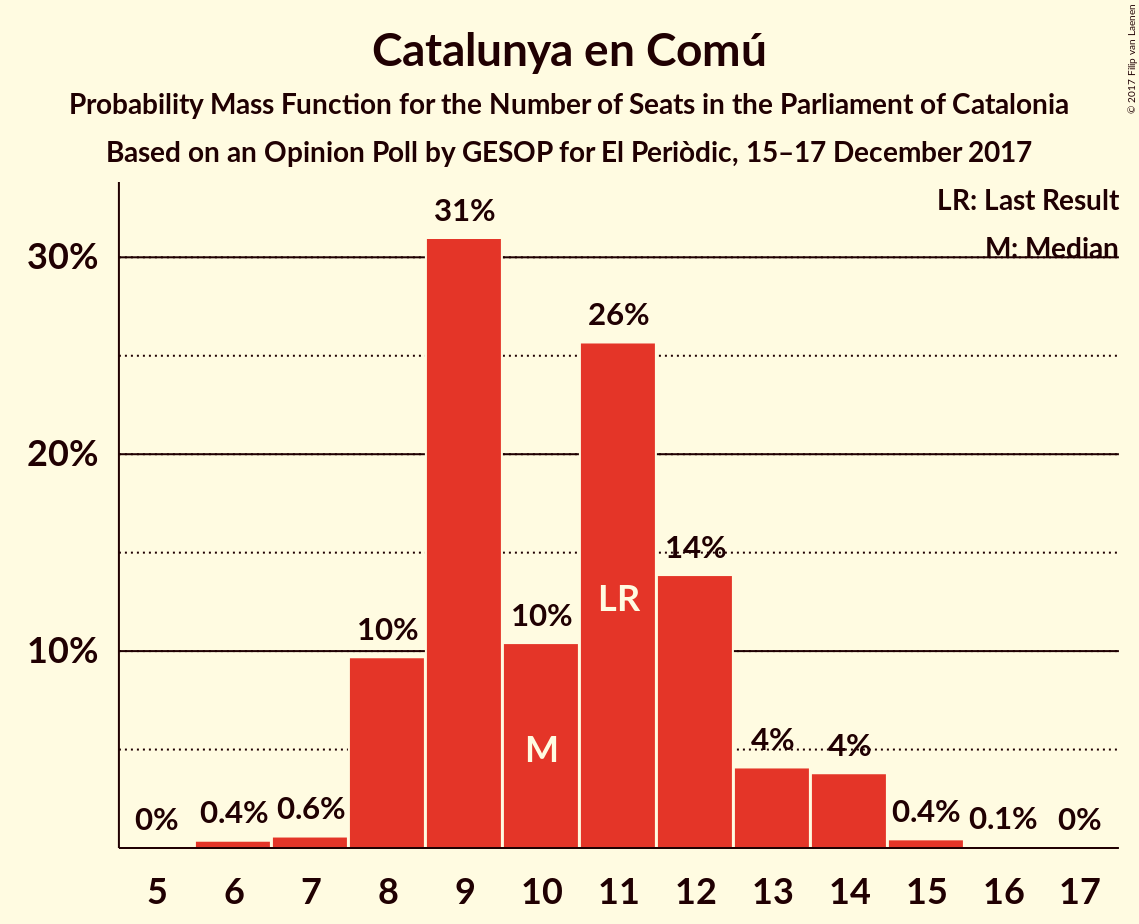 Catalunya en Comú
Probability Mass Function for the Number of Seats in the Parliament of Catalonia
Based on an Opinion Poll by GESOP for El Periòdic, 15–17 December 2017
© 2017 Filip van Laenen
LR: Last Result
M: Median
30%
20%
10%
0%
0.4%
0.6%
10%
31%
10%
26%
14%
4%
4%
0.4%
0.1%
0%
LR
M
5 6 7 8 9 10 11 12 13 14 15 16 17